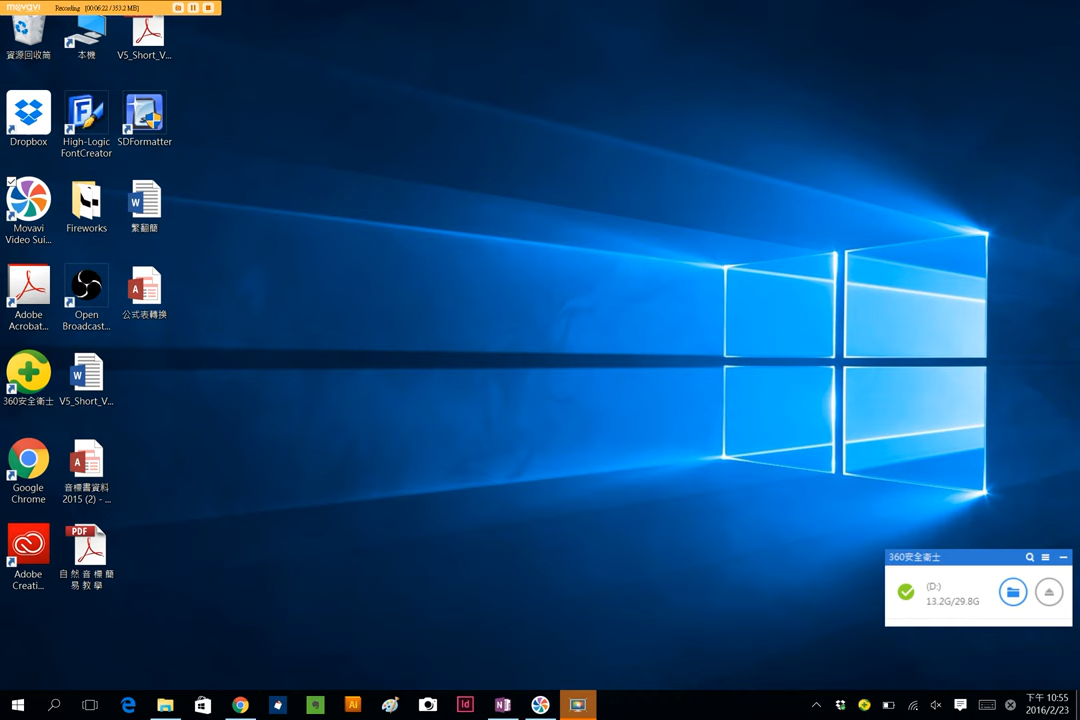 movavi Recording [00:06:22 / 353.2 MB]
資源回收筒
本機
V5_Short_V...
Dropbox
High-Logic FontCreator
SDFormatter
Movavi Video Sui...
Fireworks
W
繁翻簡
Adobe Acrobat...
Open Broadcast...
A
公式表轉換
360安全衛士
W
V5_Short_V...
Google Chrome
A
音標書資料 2015 (2) - ...
Adobe Creati...
PDF
自然音標簡易教學
360安全衛士
(D:)
13.2G/29.8G
Ai
Id
N
下午 10:55
2016/2/23